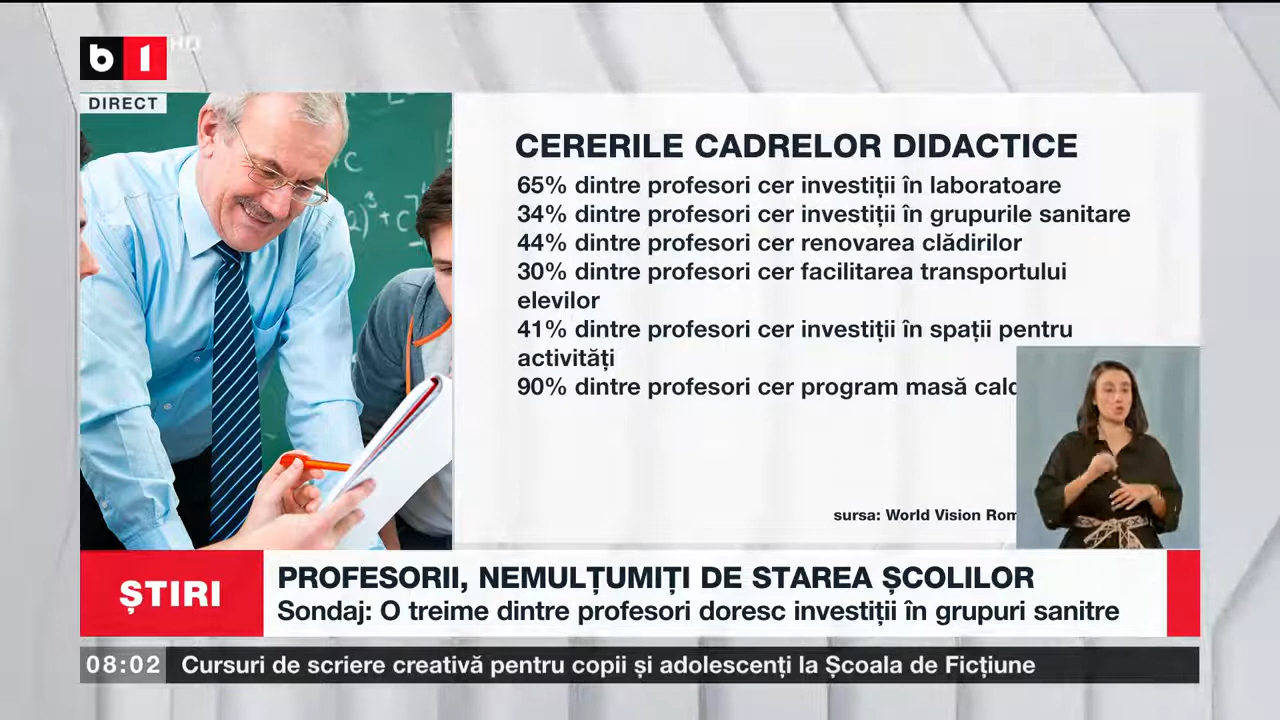 b1 HD
DIRECT
CERERILE CADRELOR DIDACTICE
65% dintre profesori cer investiții în laboratoare
34% dintre profesori cer investiții în grupurile sanitare
44% dintre profesori cer renovarea clădirilor
30% dintre profesori cer facilitarea transportului
elevilor
41% dintre profesori cer investiții în spații pentru
activități
90% dintre profesori cer program masă
sursa: World Vision
ȘTIRI
PROFESORII, NEMULȚUMIȚI DE STAREA ȘCOLILOR
Sondaj: O treime dintre profesori doresc investiții în grupuri sanitre
08:02 Cursuri de scriere creativă pentru copii și adolescenți la Școala de Ficțiune